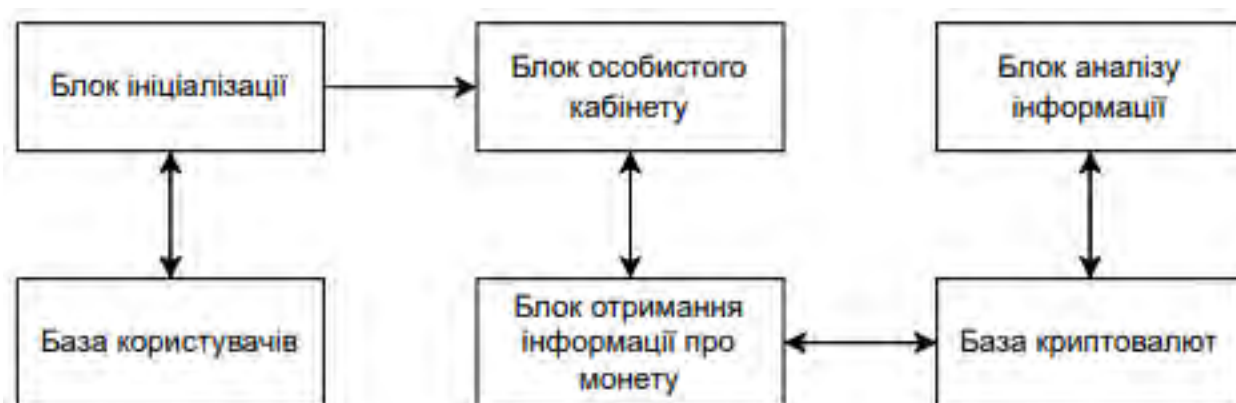 Блок ініціалізації
Блок особистого
кабінету
Блок аналізу
інформації
База користувачів
Блок отримання
інформації про
монету
База криптовалют